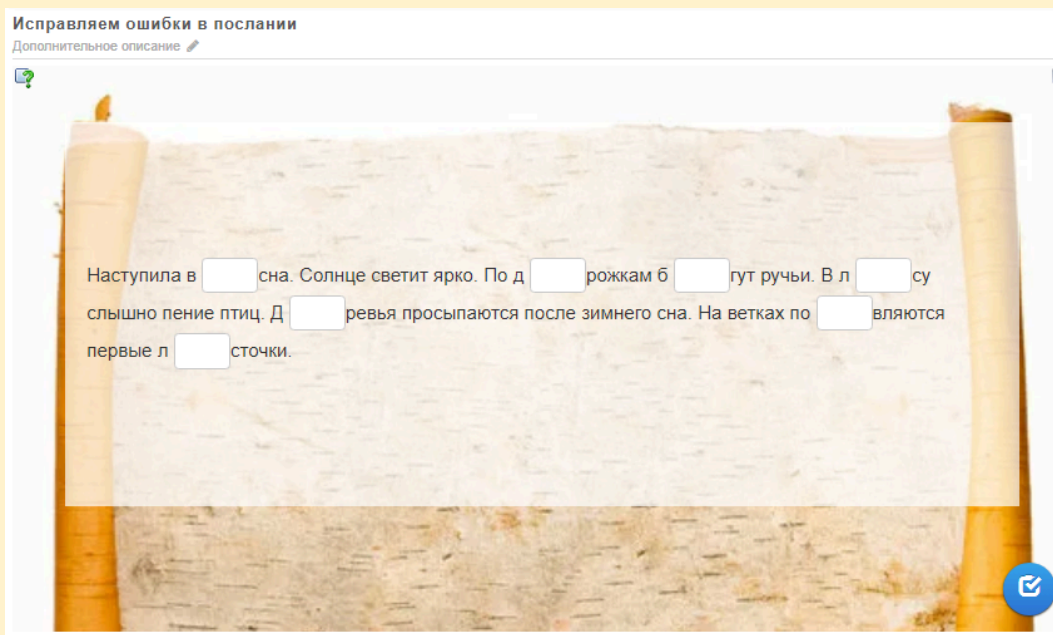 Исправляем ошибки в послании
Дополнительное описание
Наступила в сна. Солнце светит ярко. По д рожкам б гут ручьи. В л су
слышно пение птиц. Д ревья просыпаются после зимнего сна. На ветках по вляются
первые л сточки.